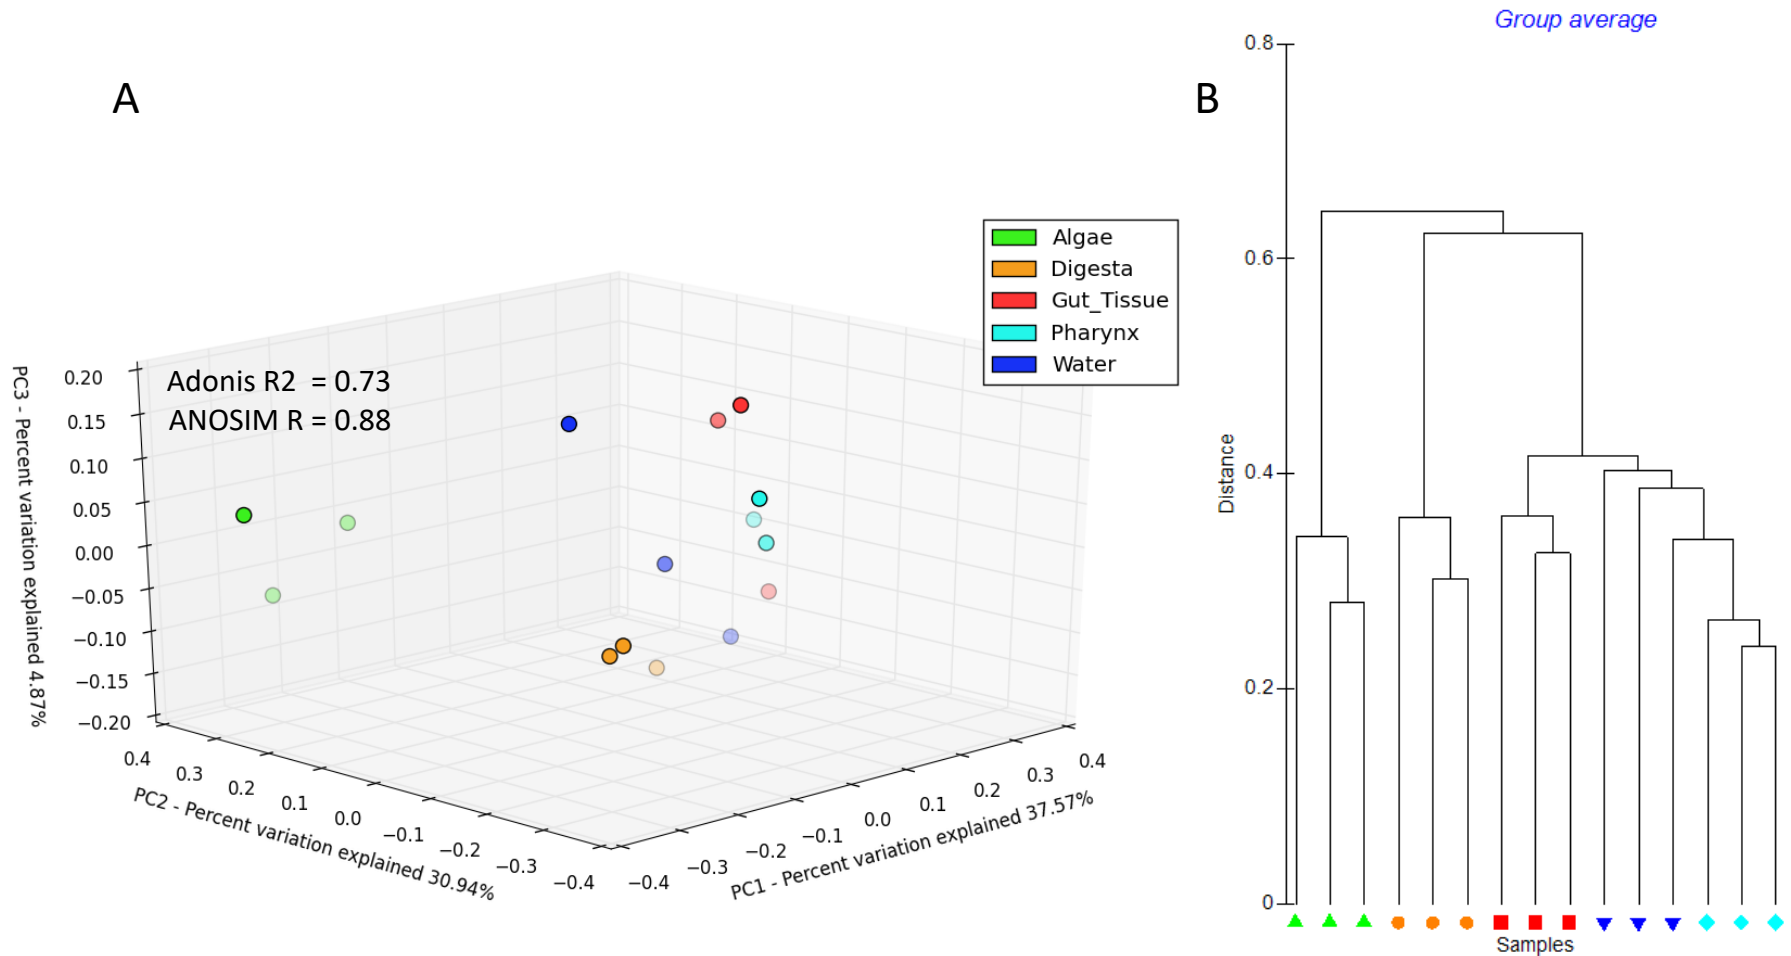 A
Adonis R2 = 0.73
ANOSIM R = 0.88
PC3 - Percent variation explained 4.87%
0.20
0.15
0.10
0.05
0.00
−0.05
−0.10
−0.15
−0.20
0.4
0.3
0.2
0.1
0.0
−0.1
−0.2
−0.3
−0.4
PC2 - Percent variation explained 30.94%
−0.4
−0.3
−0.2
−0.1
0.0
0.1
0.2
0.3
0.4
PC1 - Percent variation explained 37.57%
Algae
Digesta
Gut_Tissue
Pharynx
Water
B
Group average
Distance
0.8
0.6
0.4
0.2
0
Samples